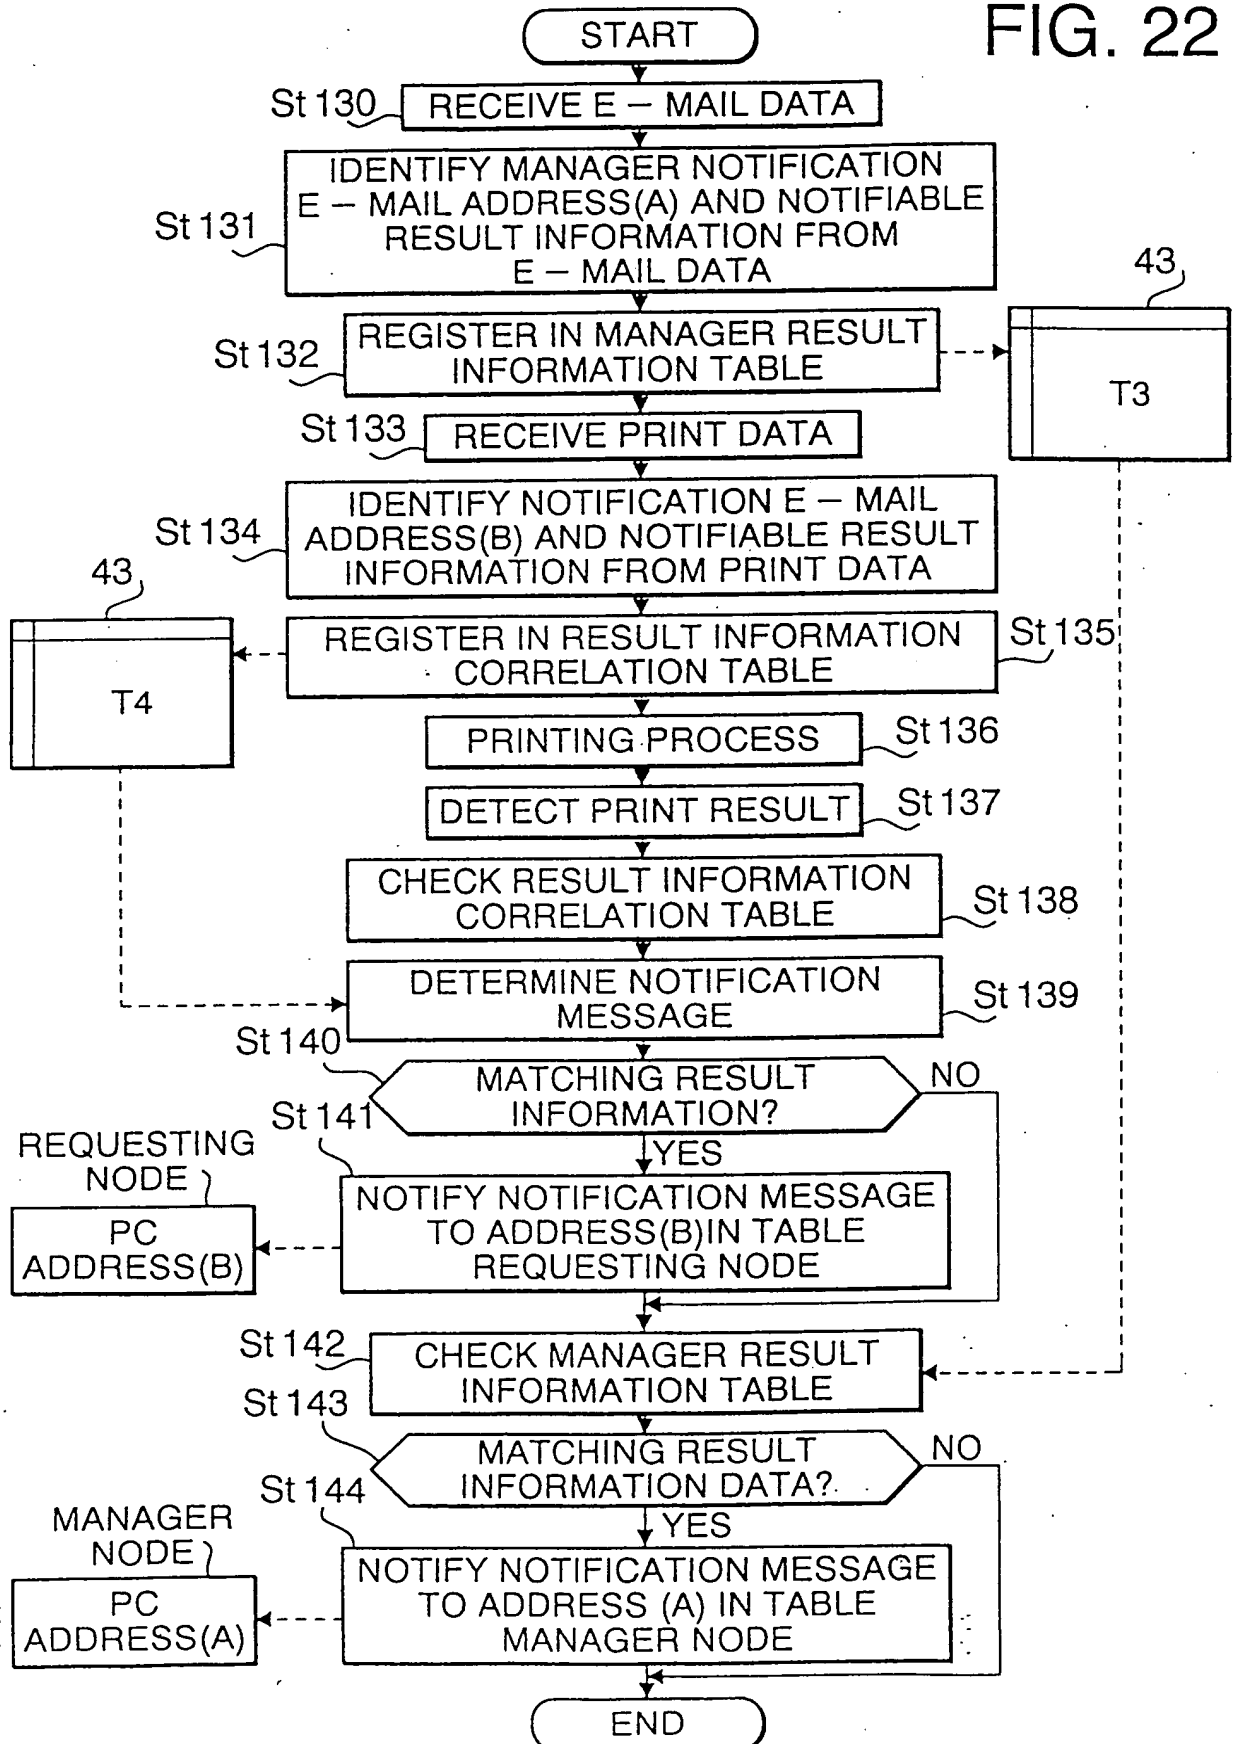 FIG. 22
START
St 130
RECEIVE E – MAIL DATA
St 131
IDENTIFY MANAGER NOTIFICATION
E – MAIL ADDRESS(A) AND NOTIFIABLE
RESULT INFORMATION FROM
E – MAIL DATA
43
St 132
REGISTER IN MANAGER RESULT
INFORMATION TABLE
T3
St 133
RECEIVE PRINT DATA
St 134
IDENTIFY NOTIFICATION E – MAIL
ADDRESS(B) AND NOTIFIABLE RESULT
INFORMATION FROM PRINT DATA
43
T4
REGISTER IN RESULT INFORMATION
CORRELATION TABLE
St 135
PRINTING PROCESS
St 136
DETECT PRINT RESULT
St 137
CHECK RESULT INFORMATION
CORRELATION TABLE
St 138
DETERMINE NOTIFICATION
MESSAGE
St 139
St 140
MATCHING RESULT
INFORMATION?
NO
YES
St 141
REQUESTING
NODE
PC
ADDRESS(B)
NOTIFY NOTIFICATION MESSAGE
TO ADDRESS(B)IN TABLE
REQUESTING NODE
St 142
CHECK MANAGER RESULT
INFORMATION TABLE
St 143
MATCHING RESULT
INFORMATION DATA?
NO
YES
St 144
MANAGER
NODE
PC
ADDRESS(A)
NOTIFY NOTIFICATION MESSAGE
TO ADDRESS (A) IN TABLE
MANAGER NODE
END